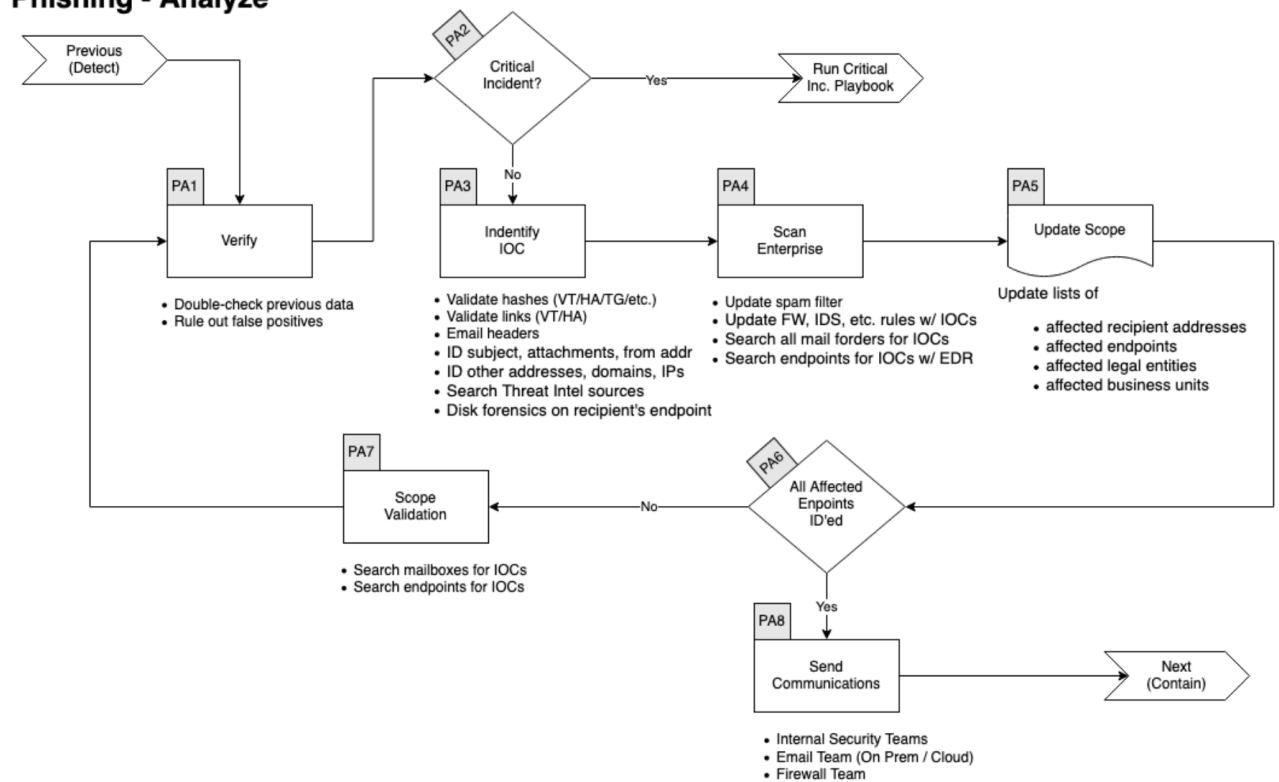 Phishing - Analyze
Previous
(Detect)
PA2
Critical
Incident?
Yes
Run Critical
Inc. Playbook
No
PA1
Verify
• Double-check previous data
• Rule out false positives
PA3
Indentify
IOC
• Validate hashes (VT/HA/TG/etc.)
• Validate links (VT/HA)
• Email headers
• ID subject, attachments, from addr
• ID other addresses, domains, IPs
• Search Threat Intel sources
• Disk forensics on recipient's endpoint
PA4
Scan
Enterprise
• Update spam filter
• Update FW, IDS, etc. rules w/ IOCs
• Search all mail forders for IOCs
• Search endpoints for IOCs w/ EDR
PA5
Update Scope
Update lists of
• affected recipient addresses
• affected endpoints
• affected legal entities
• affected business units
PA6
All Affected
Enpoints
ID'ed
No
PA7
Scope
Validation
• Search mailboxes for IOCs
• Search endpoints for IOCs
Yes
PA8
Send
Communications
• Internal Security Teams
• Email Team (On Prem / Cloud)
• Firewall Team
Next
(Contain)